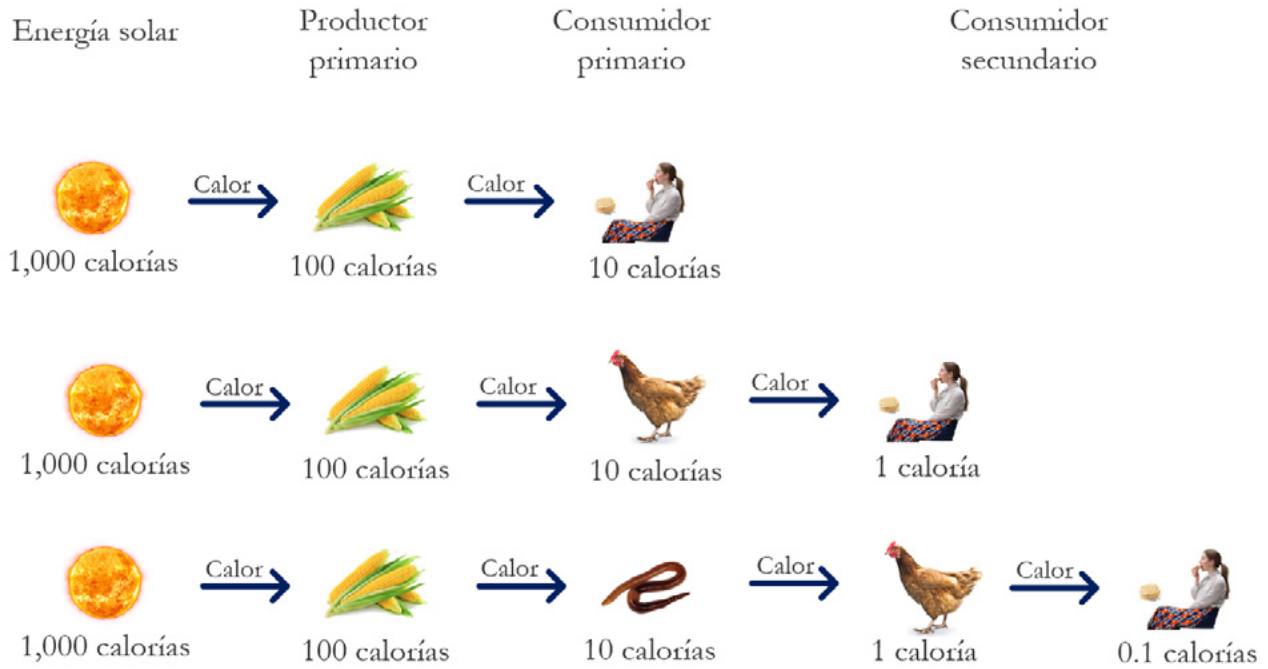 Energía solar
Productor
primario
Consumidor
primario
Consumidor
secundario
Calor
Calor
1,000 calorías
100 calorías
10 calorías
Calor
Calor
Calor
1,000 calorías
100 calorías
10 calorías
1 caloría
Calor
Calor
Calor
Calor
1,000 calorías
100 calorías
10 calorías
1 caloría
0.1 calorías